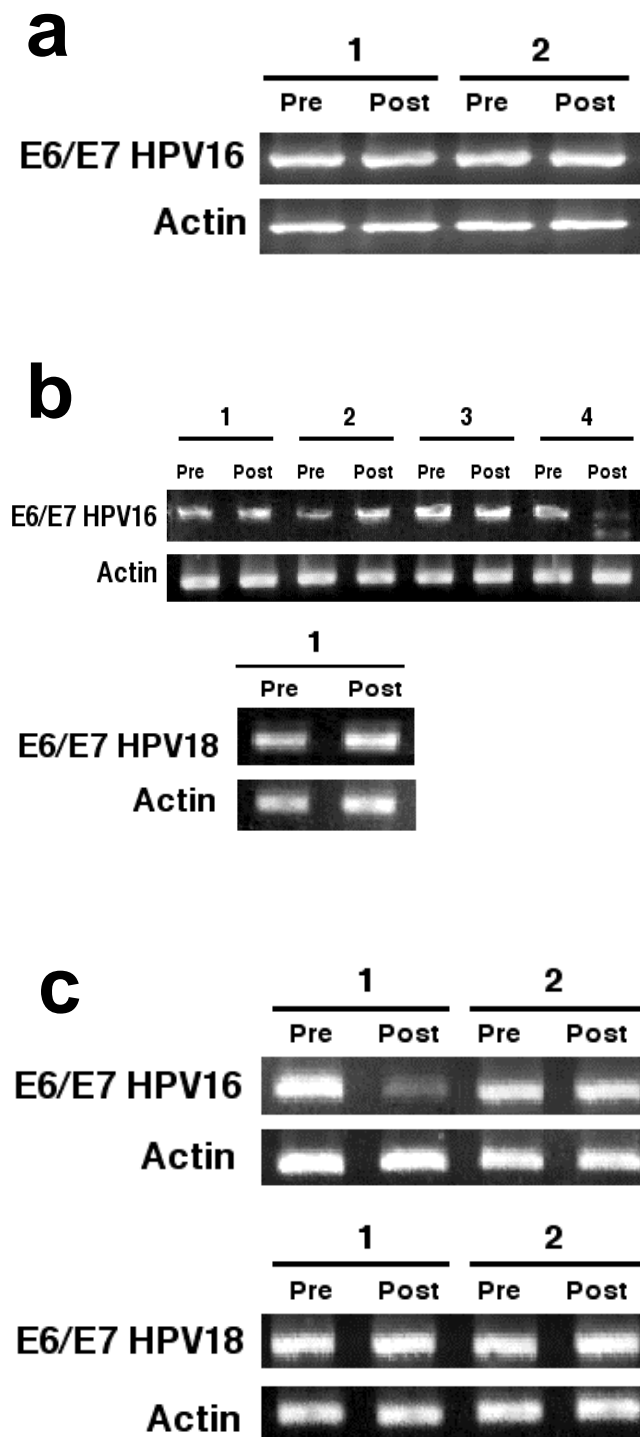 a
1 2
Pre Post Pre Post
E6/E7 HPV16
Actin
b
1 2 3 4
Pre Post Pre Post Pre Post Pre Post
E6/E7 HPV16
Actin
1
Pre Post
E6/E7 HPV18
Actin
c
1 2
Pre Post Pre Post
E6/E7 HPV16
Actin
1 2
Pre Post Pre Post
E6/E7 HPV18
Actin